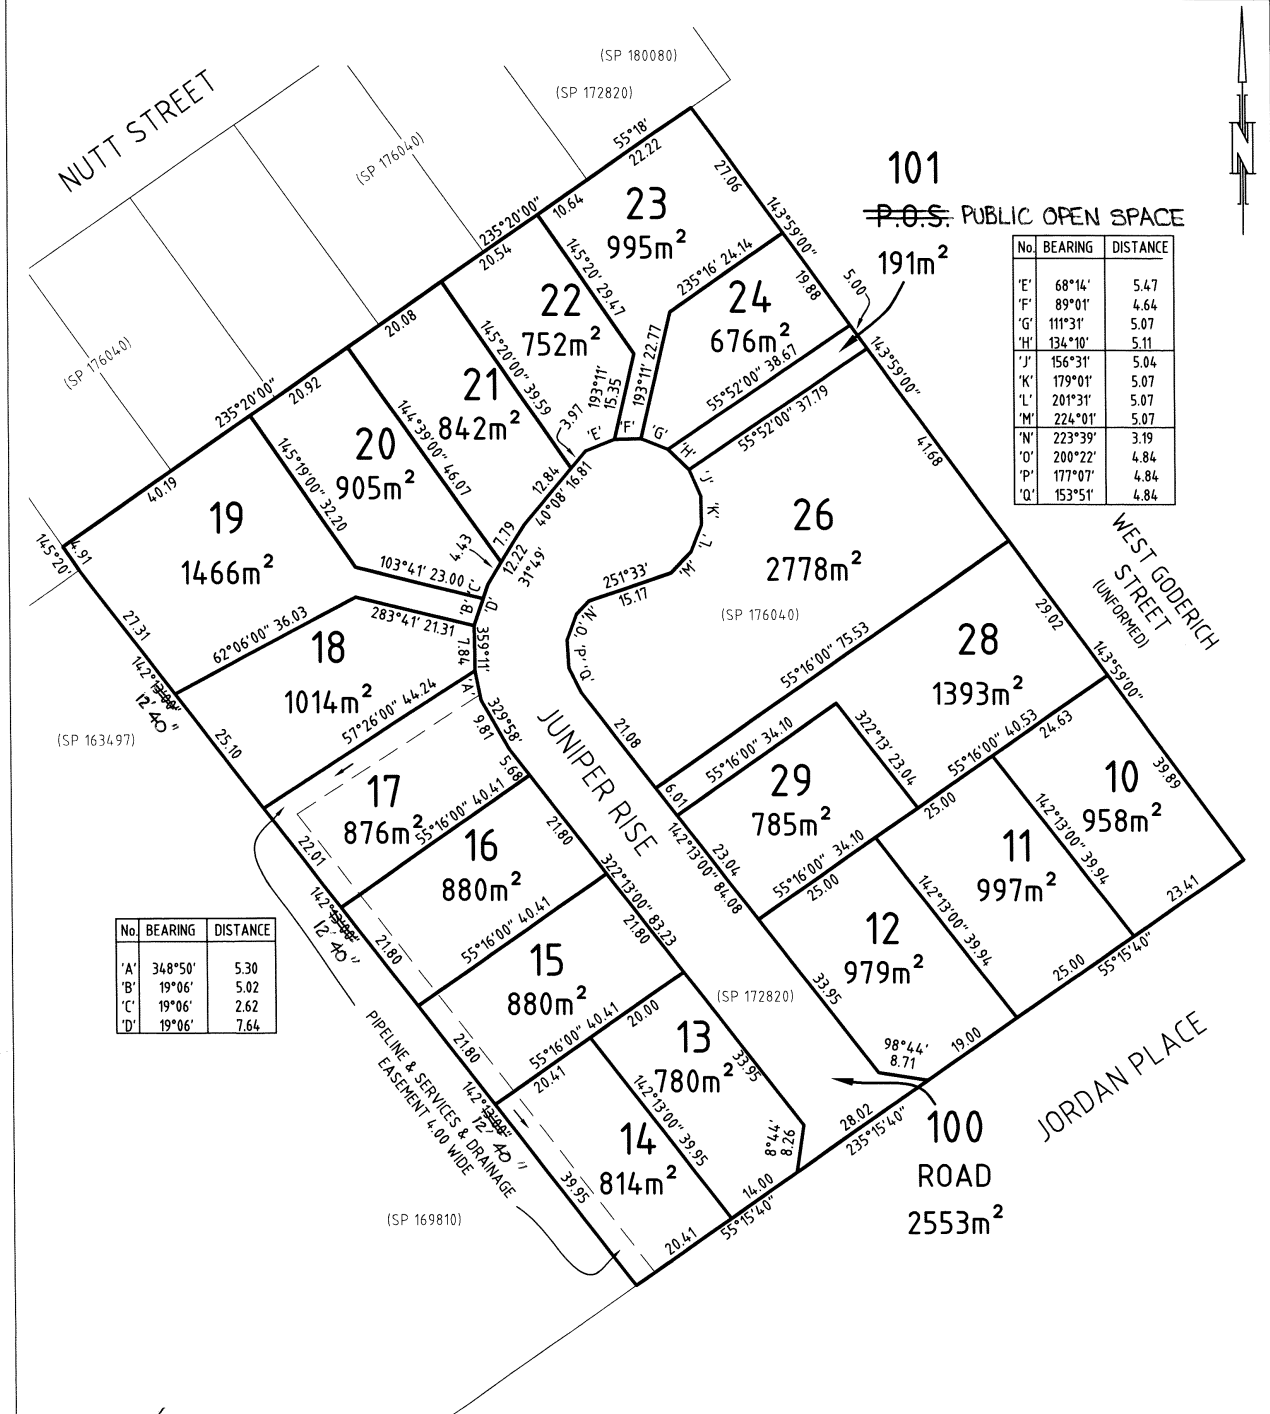 (SP 180080)
(SP 172820)
NUTT STREET
(SP 176040)
(SP 176040)
55°18'
22.22
27.06
143°59'00"
19.88
5.00
101
P.O.S. PUBLIC OPEN SPACE
191m²
No. BEARING DISTANCE
'E' 68°14' 5.47
'F' 89°01' 4.64
'G' 111°31' 5.07
'H' 134°10' 5.11
'J' 156°31' 5.04
'K' 179°01' 5.07
'L' 201°31' 5.07
'M' 224°01' 5.07
'N' 223°39' 3.19
'O' 200°22' 4.84
'P' 177°07' 4.84
'Q' 153°51' 4.84
N
235°20'00"
10.64
20.54
20.08
235°20'00"
20.92
40.19
4.91
145°20'
23
995m²
145°20' 29.47
235°16' 24.14
24
676m²
193°11' 22.77
55°52'00" 38.67
55°52'00" 37.79
143°59'00"
41.68
22
752m²
193°11'
15.35
145°20'00" 39.59
3.97
21
842m²
144°39'00" 46.07
12.84
40°08' 16.81
20
905m²
145°19'00" 32.20
7.79
4.43
12.22
31°49'
103°41' 23.00
19
1466m²
27.31
62°06'00" 36.03
283°41' 21.31
18
1014m²
142°13'00"
12'40"
25.10
57°26'00" 44.24
359°11'
7.84
'A'
'B'
'C'
'D'
'E'
'F'
'G'
'H'
'J'
'K'
'L'
'M'
251°33'
15.17
'N'
'O'
'P'
'Q'
26
2778m²
(SP 176040)
55°16'00" 75.53
WEST GODERICH
STREET
(UNFORMED)
29.02
143°59'00"
28
1393m²
55°16'00" 40.53
24.63
39.89
(SP 163497)
329°58'
9.81
5.68
JUNIPER RISE
21.08
6.01
55°16'00" 34.10
322°13' 23.04
29
785m²
142°13'00" 84.08
23.04
55°16'00" 34.10
25.00
25.00
10
958m²
142°13'00" 39.94
23.41
11
997m²
142°13'00" 39.94
25.00
55°15'40"
12
979m²
33.95
98°44'
8.71
19.00
17
876m²
55°16'00" 40.41
22.01
142°13'00"
12'40"
16
880m²
21.80
322°13'00" 83.23
21.80
55°16'00" 40.41
21.80
15
880m²
55°16'00" 40.41
21.80
20.00
20.41
142°13'00"
12'40"
(SP 172820)
13
780m²
33.95
142°13'00" 39.95
8°44'
8.26
14
814m²
39.95
20.41
14.00
55°15'40"
28.02
235°15'40"
100
ROAD
2553m²
JORDAN PLACE
No. BEARING DISTANCE
'A' 348°50' 5.30
'B' 19°06' 5.02
'C' 19°06' 2.62
'D' 19°06' 7.64
PIPELINE & SERVICES & DRAINAGE
EASEMENT 4.00 WIDE
(SP 169810)